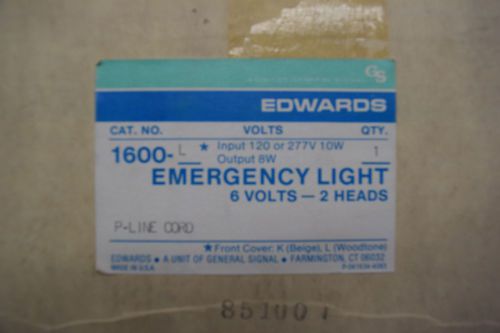 GS
EDWARDS
CAT. NO. VOLTS QTY.
1600-L ★ Input 120 or 277V 10W 1
Output 8W
EMERGENCY LIGHT
6 VOLTS — 2 HEADS
P-LINE CORD
★ Front Cover: K (Beige), L (Woodtone)
EDWARDS • A UNIT OF GENERAL SIGNAL • FARMINGTON, CT 06032
MADE IN U.S.A.